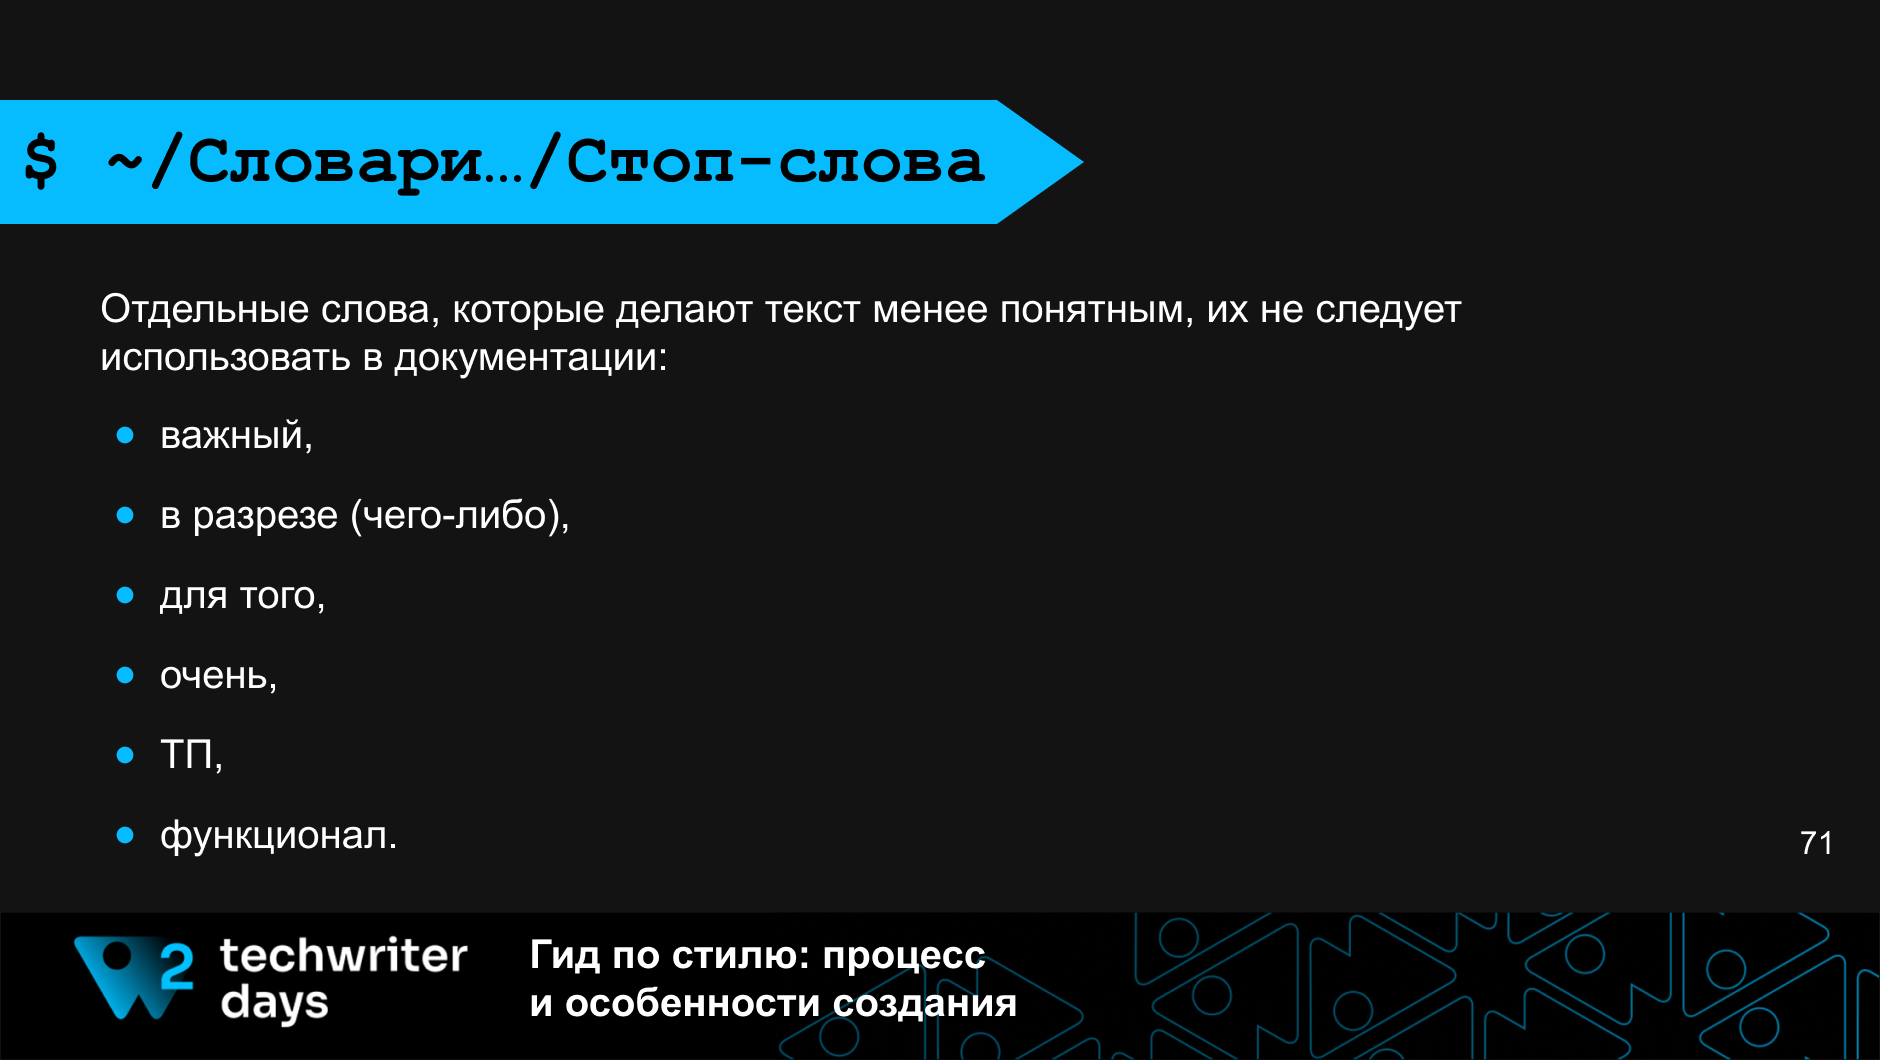 $ ~/Словари…/Стоп-слова
Отдельные слова, которые делают текст менее понятным, их не следует
использовать в документации:
● важный,
● в разрезе (чего-либо),
● для того,
● очень,
● ТП,
● функционал.
71
2 techwriter
days
Гид по стилю: процесс
и особенности создания